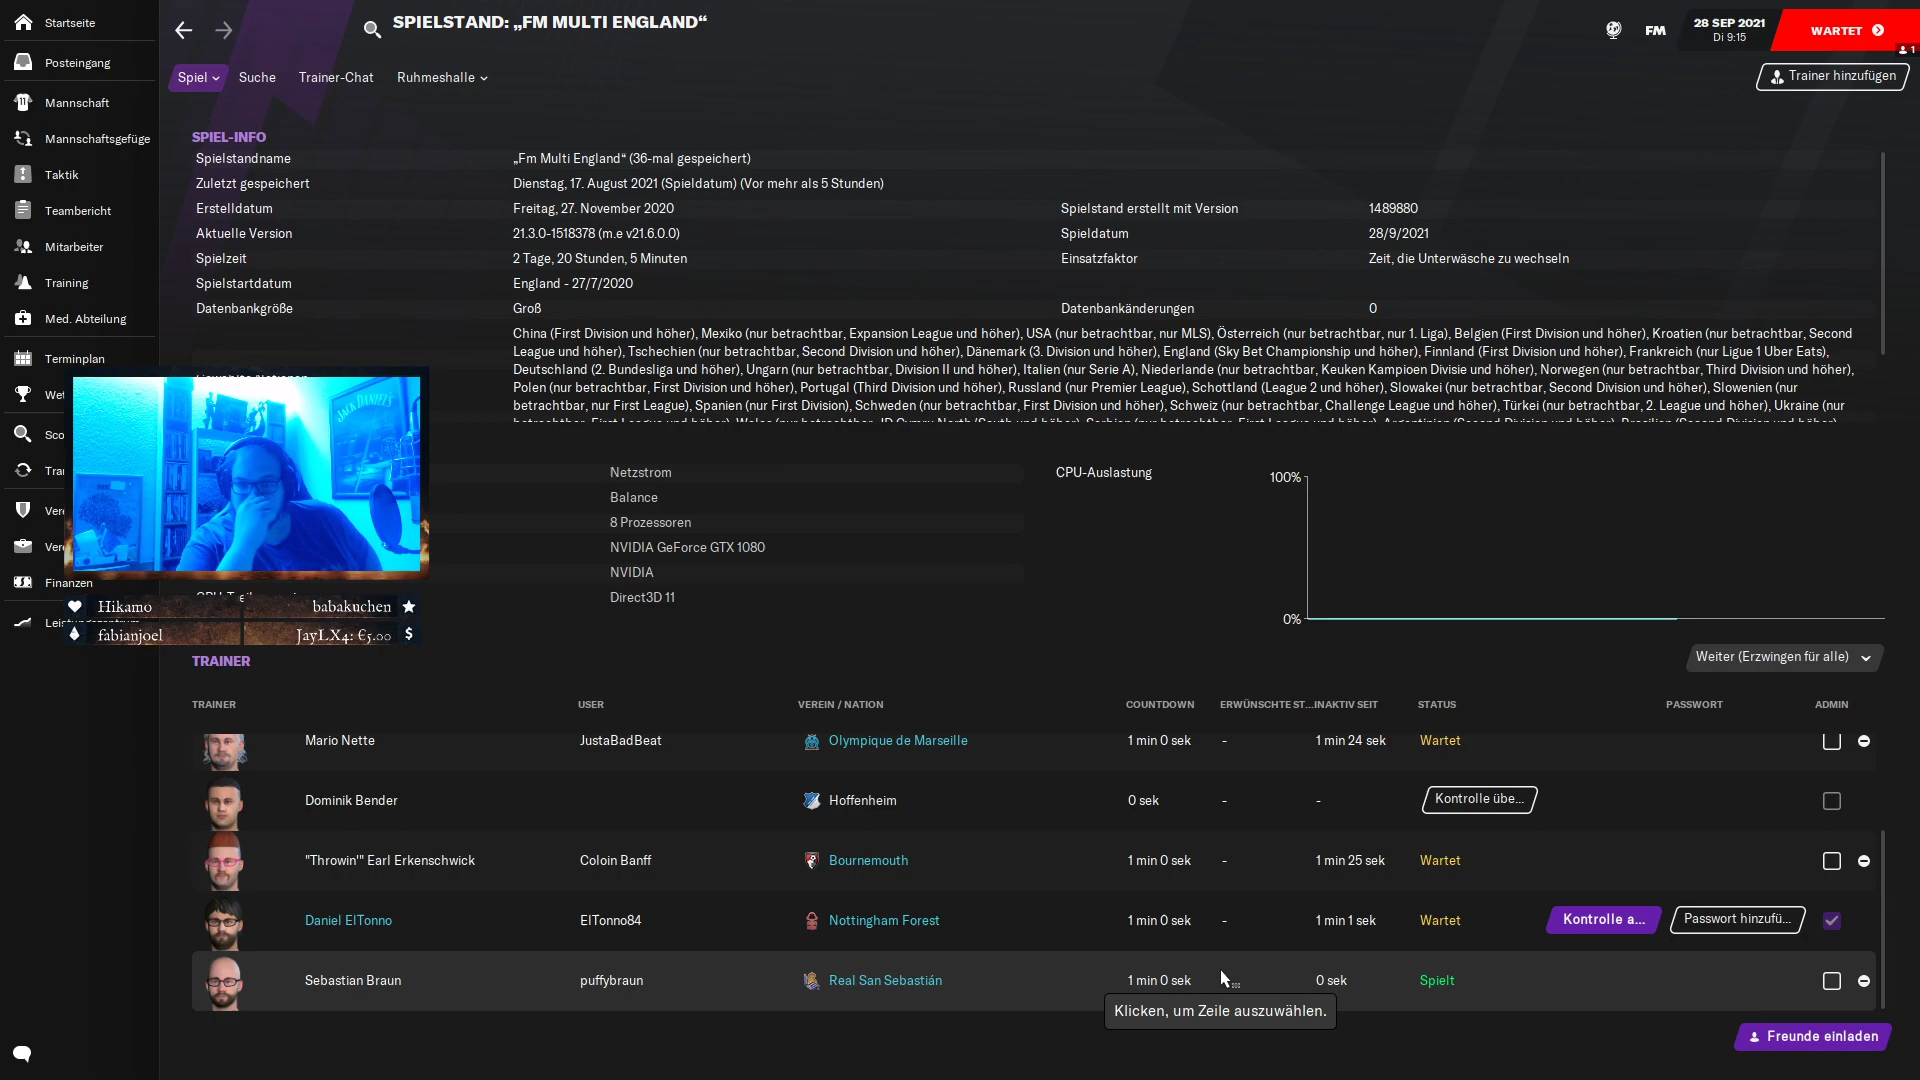 Startseite
Posteingang
Mannschaft
Mannschaftsgefüge
Taktik
Teambericht
Mitarbeiter
Training
Med. Abteilung
Terminplan
Finanzen
SPIELSTAND: „FM MULTI ENGLAND“
FM
28 SEP 2021
Di 9:15
WARTET
1
Spiel
Suche
Trainer-Chat
Ruhmeshalle
Trainer hinzufügen
SPIEL-INFO
Spielstandname „Fm Multi England“ (36-mal gespeichert)
Zuletzt gespeichert Dienstag, 17. August 2021 (Spieldatum) (Vor mehr als 5 Stunden)
Erstelldatum Freitag, 27. November 2020 Spielstand erstellt mit Version 1489880
Aktuelle Version 21.3.0-1518378 (m.e v21.6.0.0) Spieldatum 28/9/2021
Spielzeit 2 Tage, 20 Stunden, 5 Minuten Einsatzfaktor Zeit, die Unterwäsche zu wechseln
Spielstartdatum England - 27/7/2020
Datenbankgröße Groß Datenbankänderungen 0
China (First Division und höher), Mexiko (nur betrachtbar, Expansion League und höher), USA (nur betrachtbar, nur MLS), Österreich (nur betrachtbar, nur 1. Liga), Belgien (First Division und höher), Kroatien (nur betrachtbar, Second
League und höher), Tschechien (nur betrachtbar, Second Division und höher), Dänemark (3. Division und höher), England (Sky Bet Championship und höher), Finnland (First Division und höher), Frankreich (nur Ligue 1 Uber Eats),
Deutschland (2. Bundesliga und höher), Ungarn (nur betrachtbar, Division II und höher), Italien (nur Serie A), Niederlande (nur betrachtbar, Keuken Kampioen Divisie und höher), Norwegen (nur betrachtbar, Third Division und höher),
Polen (nur betrachtbar, First Division und höher), Portugal (Third Division und höher), Russland (nur Premier League), Schottland (League 2 und höher), Slowakei (nur betrachtbar, Second Division und höher), Slowenien (nur
betrachtbar, nur First League), Spanien (nur First Division), Schweden (nur betrachtbar, First Division und höher), Schweiz (nur betrachtbar, Challenge League und höher), Türkei (nur betrachtbar, 2. League und höher), Ukraine (nur
JACK DANIEL'S
Netzstrom
Balance
8 Prozessoren
NVIDIA GeForce GTX 1080
NVIDIA
Direct3D 11
CPU-Auslastung
100%
0%
Hikamo babakuchen
fabianjoel JayLX4: €5.00 $
TRAINER
Weiter (Erzwingen für alle)
TRAINER USER VEREIN / NATION COUNTDOWN ERWÜNSCHTE ST... INAKTIV SEIT STATUS PASSWORT ADMIN
Mario Nette JustaBadBeat Olympique de Marseille 1 min 0 sek - 1 min 24 sek Wartet
Dominik Bender Hoffenheim 0 sek - - Kontrolle übe...
"Throwin'" Earl Erkenschwick Coloin Banff Bournemouth 1 min 0 sek - 1 min 25 sek Wartet
Daniel ElTonno ElTonno84 Nottingham Forest 1 min 0 sek - 1 min 1 sek Wartet Kontrolle a... Passwort hinzufü...
Sebastian Braun puffybraun Real San Sebastián 1 min 0 sek 0 sek Spielt
Klicken, um Zeile auszuwählen.
Freunde einladen